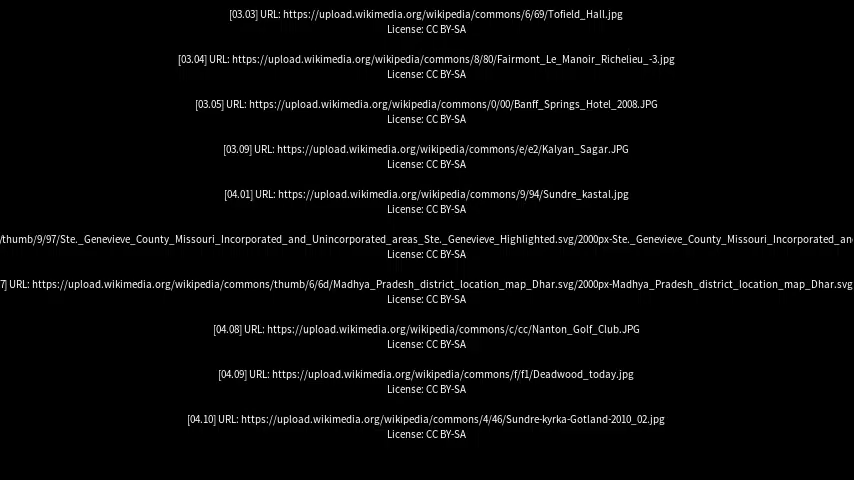 [03.03] URL: https://upload.wikimedia.org/wikipedia/commons/6/69/Tofield_Hall.jpg
License: CC BY-SA
[03.04] URL: https://upload.wikimedia.org/wikipedia/commons/8/80/Fairmont_Le_Manoir_Richelieu_-3.jpg
License: CC BY-SA
[03.05] URL: https://upload.wikimedia.org/wikipedia/commons/0/00/Banff_Springs_Hotel_2008.JPG
License: CC BY-SA
[03.09] URL: https://upload.wikimedia.org/wikipedia/commons/e/e2/Kalyan_Sagar.JPG
License: CC BY-SA
[04.01] URL: https://upload.wikimedia.org/wikipedia/commons/9/94/Sundre_kastal.jpg
License: CC BY-SA
/thumb/9/97/Ste._Genevieve_County_Missouri_Incorporated_and_Unincorporated_areas_Ste._Genevieve_Highlighted.svg/2000px-Ste._Genevieve_County_Missouri_Incorporated_an
License: CC BY-SA
7] URL: https://upload.wikimedia.org/wikipedia/commons/thumb/6/6d/Madhya_Pradesh_district_location_map_Dhar.svg/2000px-Madhya_Pradesh_district_location_map_Dhar.svg
License: CC BY-SA
[04.08] URL: https://upload.wikimedia.org/wikipedia/commons/c/cc/Nanton_Golf_Club.JPG
License: CC BY-SA
[04.09] URL: https://upload.wikimedia.org/wikipedia/commons/f/f1/Deadwood_today.jpg
License: CC BY-SA
[04.10] URL: https://upload.wikimedia.org/wikipedia/commons/4/46/Sundre-kyrka-Gotland-2010_02.jpg
License: CC BY-SA